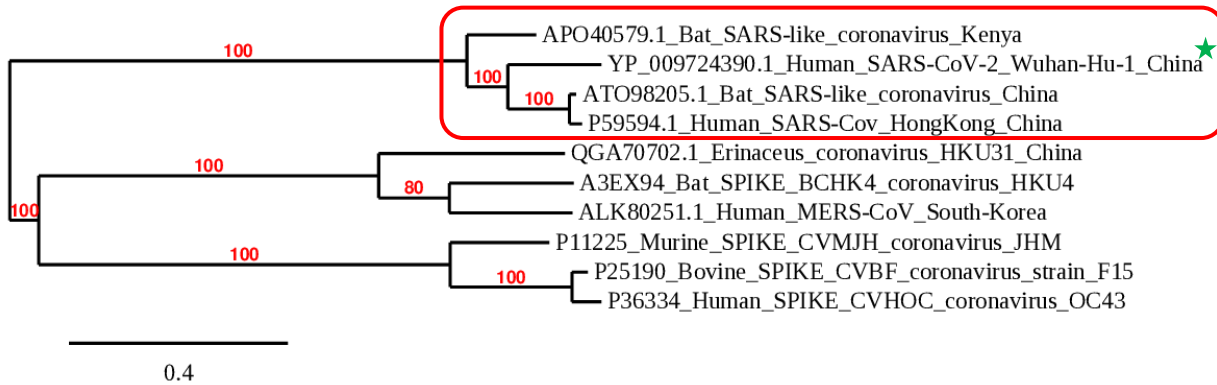 APO40579.1_Bat_SARS-like_coronavirus_Kenya
100
YP_009724390.1_Human_SARS-CoV-2_Wuhan-Hu-1_China
100
ATO98205.1_Bat_SARS-like_coronavirus_China
100
P59594.1_Human_SARS-Cov_HongKong_China
QGA70702.1_Erinaceus_coronavirus_HKU31_China
100
A3EX94_Bat_SPIKE_BCHK4_coronavirus_HKU4
80
100
ALK80251.1_Human_MERS-CoV_South-Korea
P11225_Murine_SPIKE_CVMJH_coronavirus_JHM
100
P25190_Bovine_SPIKE_CVBF_coronavirus_strain_F15
100
P36334_Human_SPIKE_CVHOC_coronavirus_OC43
0.4